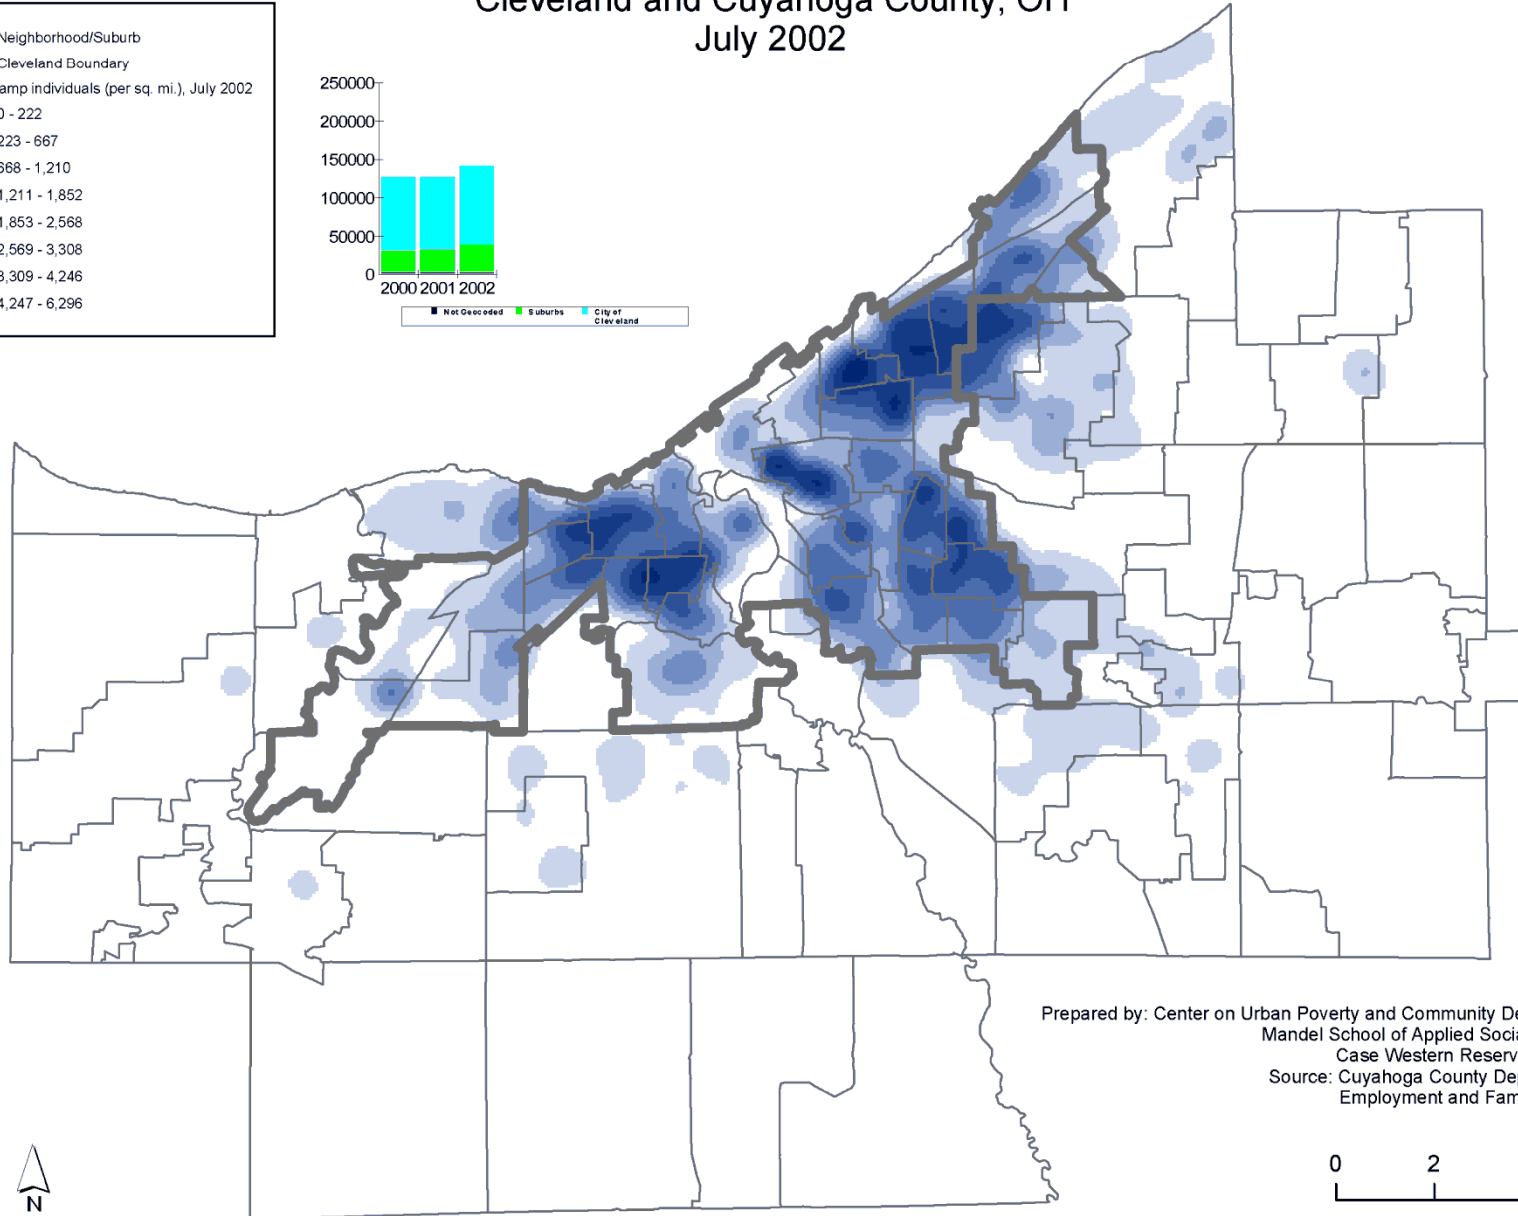 Cleveland and Cuyahoga County, OH
July 2002
Neighborhood/Suburb
Cleveland Boundary
amp individuals (per sq. mi.), July 2002
0 - 222
223 - 667
668 - 1,210
1,211 - 1,852
1,853 - 2,568
2,569 - 3,308
3,309 - 4,246
4,247 - 6,296
250000
200000
150000
100000
50000
0
2000 2001 2002
Not Geocoded Suburbs City of
Cleveland
Prepared by: Center on Urban Poverty and Community De
Mandel School of Applied Socia
Case Western Reserv
Source: Cuyahoga County Dep
Employment and Fam
0 2
N